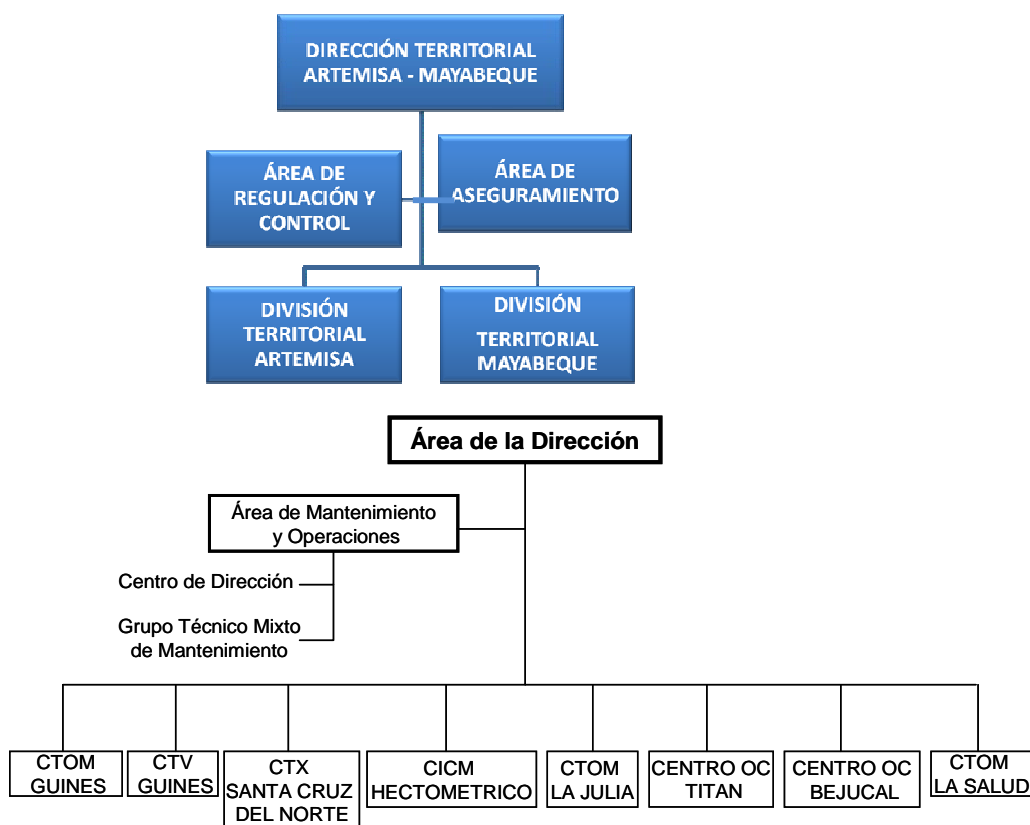 DIRECCIÓN TERRITORIAL
ARTEMISA - MAYABEQUE
ÁREA DE
REGULACIÓN Y
CONTROL
ÁREA DE
ASEGURAMIENTO
DIVISIÓN
TERRITORIAL
ARTEMISA
DIVISIÓN
TERRITORIAL
MAYABEQUE
Área de la Dirección
Área de Mantenimiento
y Operaciones
Centro de Dirección
Grupo Técnico Mixto
de Mantenimiento
CTOM
GUINES
CTV
GUINES
CTX
SANTA CRUZ
DEL NORTE
CICM
HECTOMETRICO
CTOM
LA JULIA
CENTRO OC
TITAN
CENTRO OC
BEJUCAL
CTOM
LA SALUD